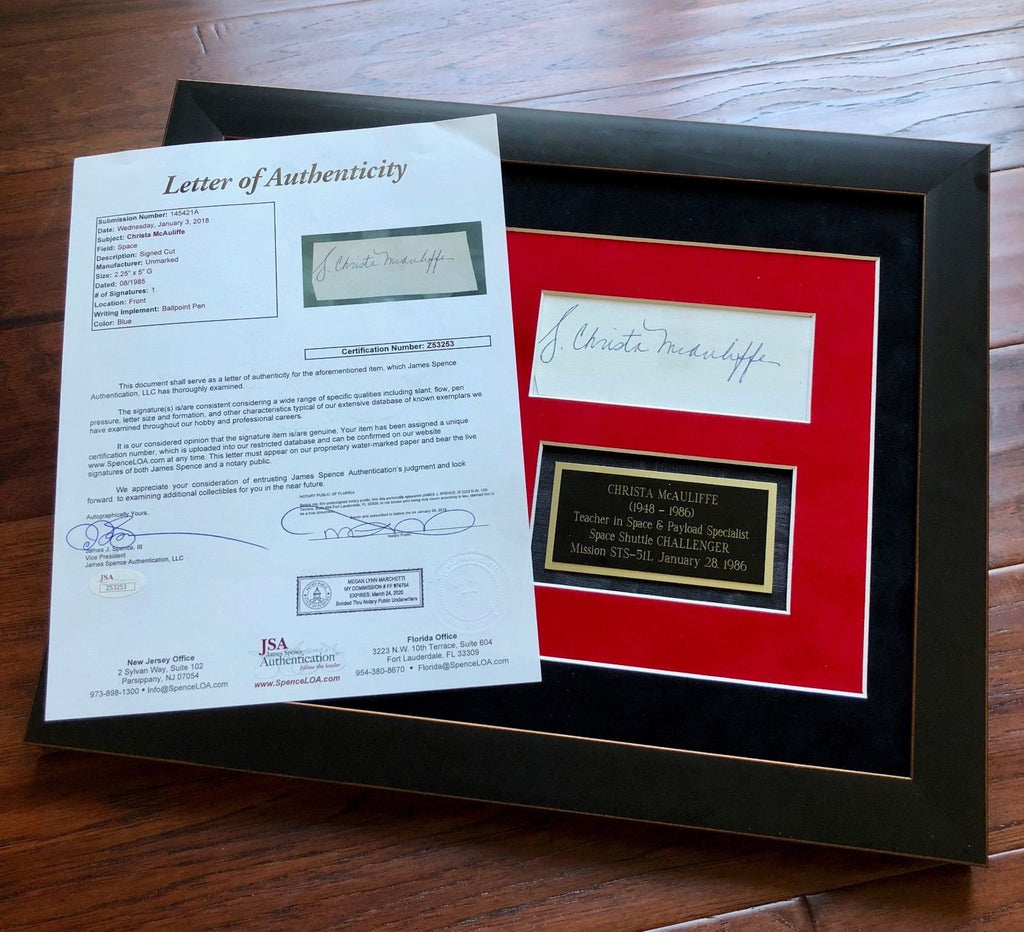 Letter of Authenticity
Submission Number: 145421A
Date: Wednesday, January 3, 2018
Subject: Christa McAuliffe
Field: Space
Description: Signed Cut
Manufacturer: Unmarked
Size: 2.25" x 5" G
Dated: 08/1985
# of Signatures: 1
Location: Front
Writing Implement: Ballpoint Pen
Color: Blue
S. Christa McAuliffe
Certification Number: Z53253
This document shall serve as a letter of authenticity for the aforementioned item, which James Spence
Authentication, LLC has thoroughly examined.
The signature(s) is/are consistent considering a wide range of specific qualities including slant, flow, pen
pressure, letter size and formation, and other characteristics typical of our extensive database of known exemplars we
have examined throughout our hobby and professional careers.
It is our considered opinion that the signature item is/are genuine. Your item has been assigned a unique
certification number, which is uploaded into our restricted database and can be confirmed on our website
www.SpenceLOA.com at any time. This letter must appear on our proprietary water-marked paper and bear the live
signatures of both James Spence and a notary public.
We appreciate your consideration of entrusting James Spence Authentication's judgment and look
forward to examining additional collectibles for you in the near future.
Autographically Yours,
James J. Spence, III
Vice President
James Spence Authentication, LLC
JSA
Z53253
NOTARY PUBLIC OF FLORIDA
Notary Public
MEGAN LYNN MARCHETTI
MY COMMISSION # FF 974754
EXPIRES: March 24, 2020
Bonded Thru Notary Public Underwriters
New Jersey Office
2 Sylvan Way, Suite 102
Parsippany, NJ 07054
973-898-1300 • Info@SpenceLOA.com
JSA
James Spence
Authentication
follow the leader
www.SpenceLOA.com
Florida Office
3223 N.W. 10th Terrace, Suite 604
Fort Lauderdale, FL 33309
954-380-8670 • Florida@SpenceLOA.com
S. Christa McAuliffe
CHRISTA McAULIFFE
(1948 - 1986)
Teacher in Space & Payload Specialist
Space Shuttle CHALLENGER
Mission STS-51L January 28, 1986